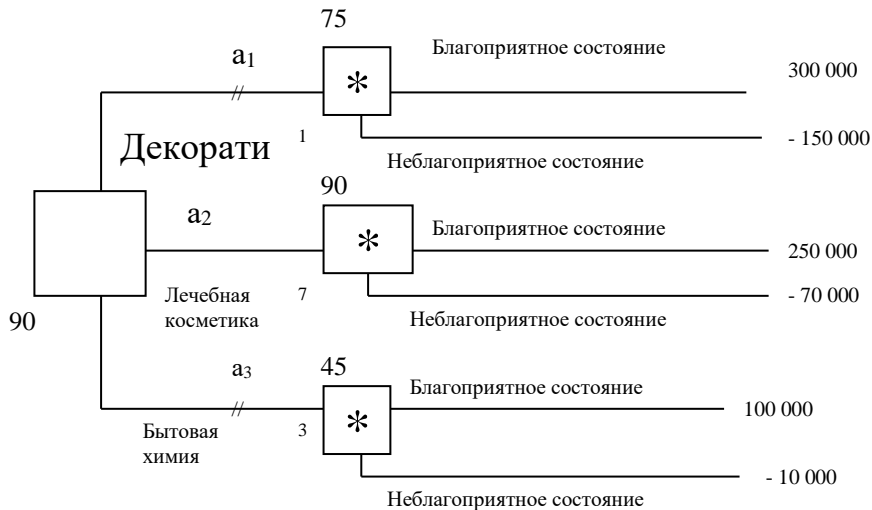 75
a1
Благоприятное состояние
300 000
*
1
- 150 000
Декорати
Неблагоприятное состояние
90
a2
Благоприятное состояние
*
250 000
Лечебная
косметика
7
- 70 000
90
Неблагоприятное состояние
45
a3
Благоприятное состояние
100 000
Бытовая
химия
3
*
- 10 000
Неблагоприятное состояние